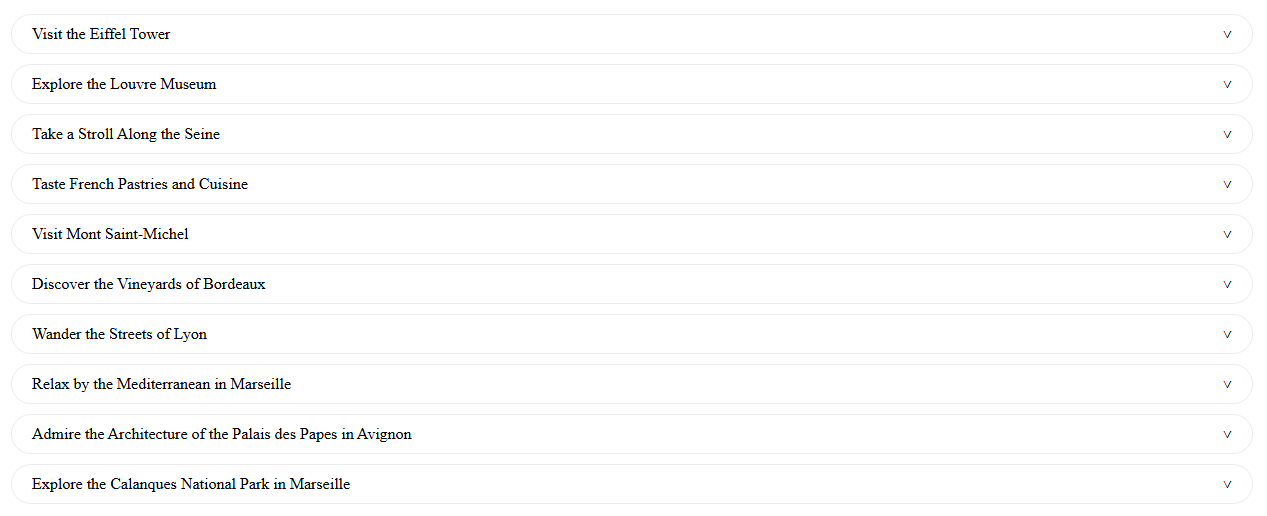 Visit the Eiffel Tower
Explore the Louvre Museum
Take a Stroll Along the Seine
Taste French Pastries and Cuisine
Visit Mont Saint-Michel
Discover the Vineyards of Bordeaux
Wander the Streets of Lyon
Relax by the Mediterranean in Marseille
Admire the Architecture of the Palais des Papes in Avignon
Explore the Calanques National Park in Marseille